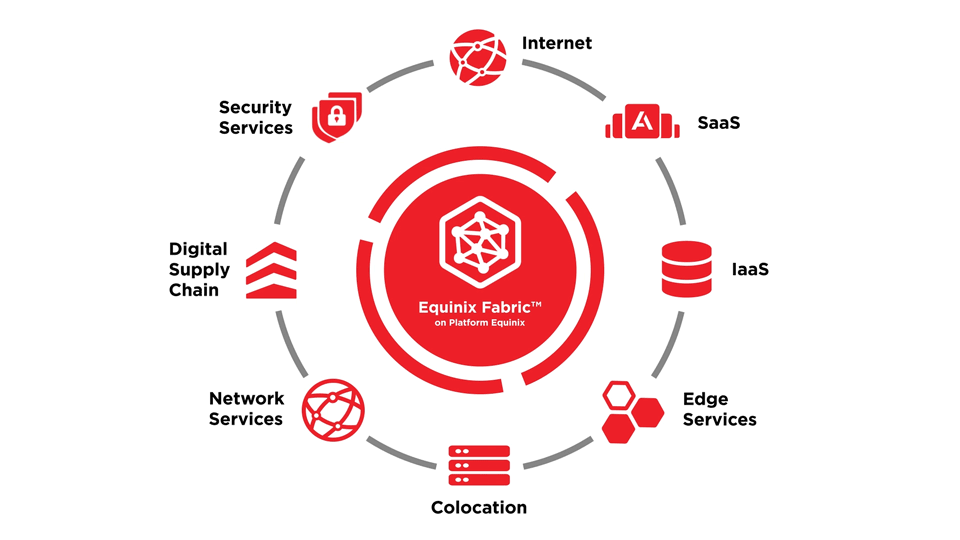 Internet
SaaS
IaaS
Edge
Services
Colocation
Network
Services
Digital
Supply
Chain
Security
Services
Equinix Fabric™
on Platform Equinix